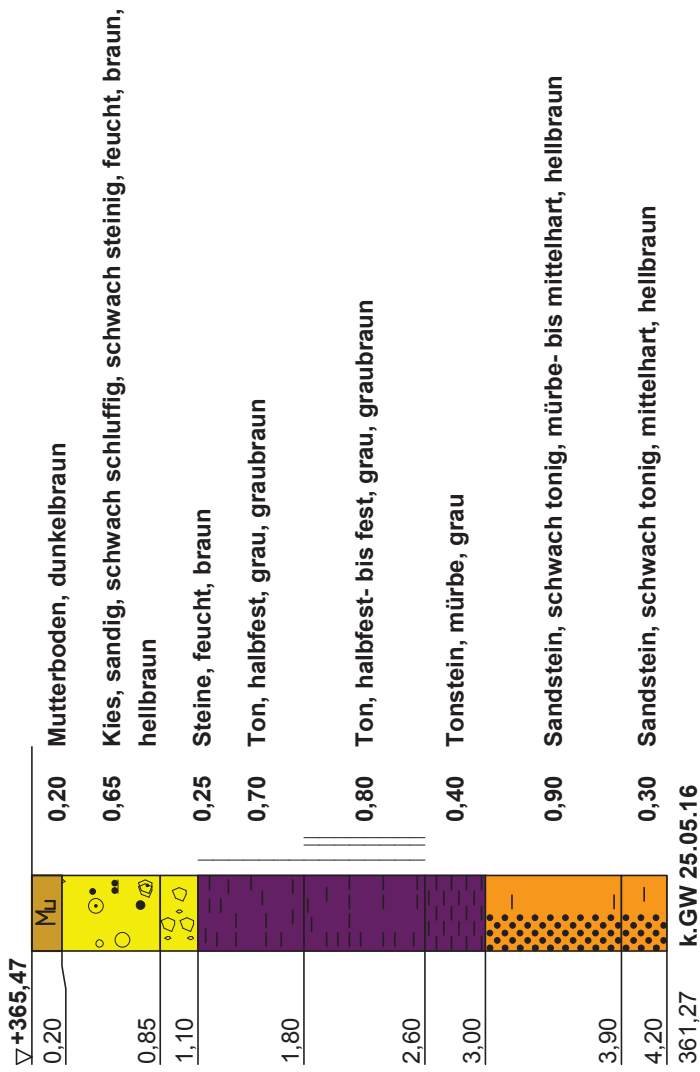 ▽+365,47
0,20 Mu 0,20 Mutterboden, dunkelbraun
0,85 0,65 Kies, sandig, schwach schluffig, schwach steinig, feucht, braun,
hellbraun
1,10 0,25 Steine, feucht, braun
1,80 0,70 Ton, halbfest, grau, graubraun
2,60 0,80 Ton, halbfest- bis fest, grau, graubraun
3,00 0,40 Tonstein, mürbe, grau
3,90 0,90 Sandstein, schwach tonig, mürbe- bis mittelhart, hellbraun
4,20 0,30 Sandstein, schwach tonig, mittelhart, hellbraun
361,27 k.GW 25.05.16